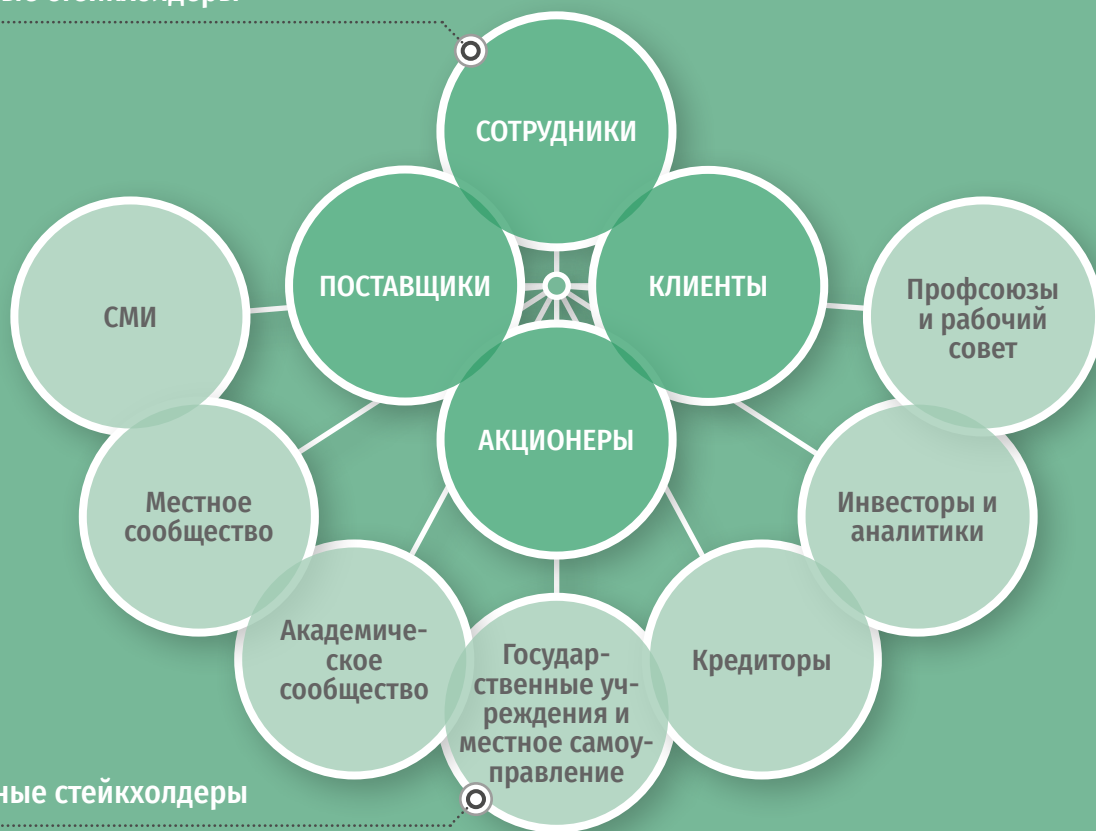 стейкхолдеры
СОТРУДНИКИ
ПОСТАВЩИКИ
КЛИЕНТЫ
СМИ
Профсоюзы
и рабочий
совет
АКЦИОНЕРЫ
Местное
сообщество
Инвесторы и
аналитики
Академиче-
ское
сообщество
Государ-
ственные уч-
реждения и
местное самоу-
правление
Кредиторы
ные стейкхолдеры